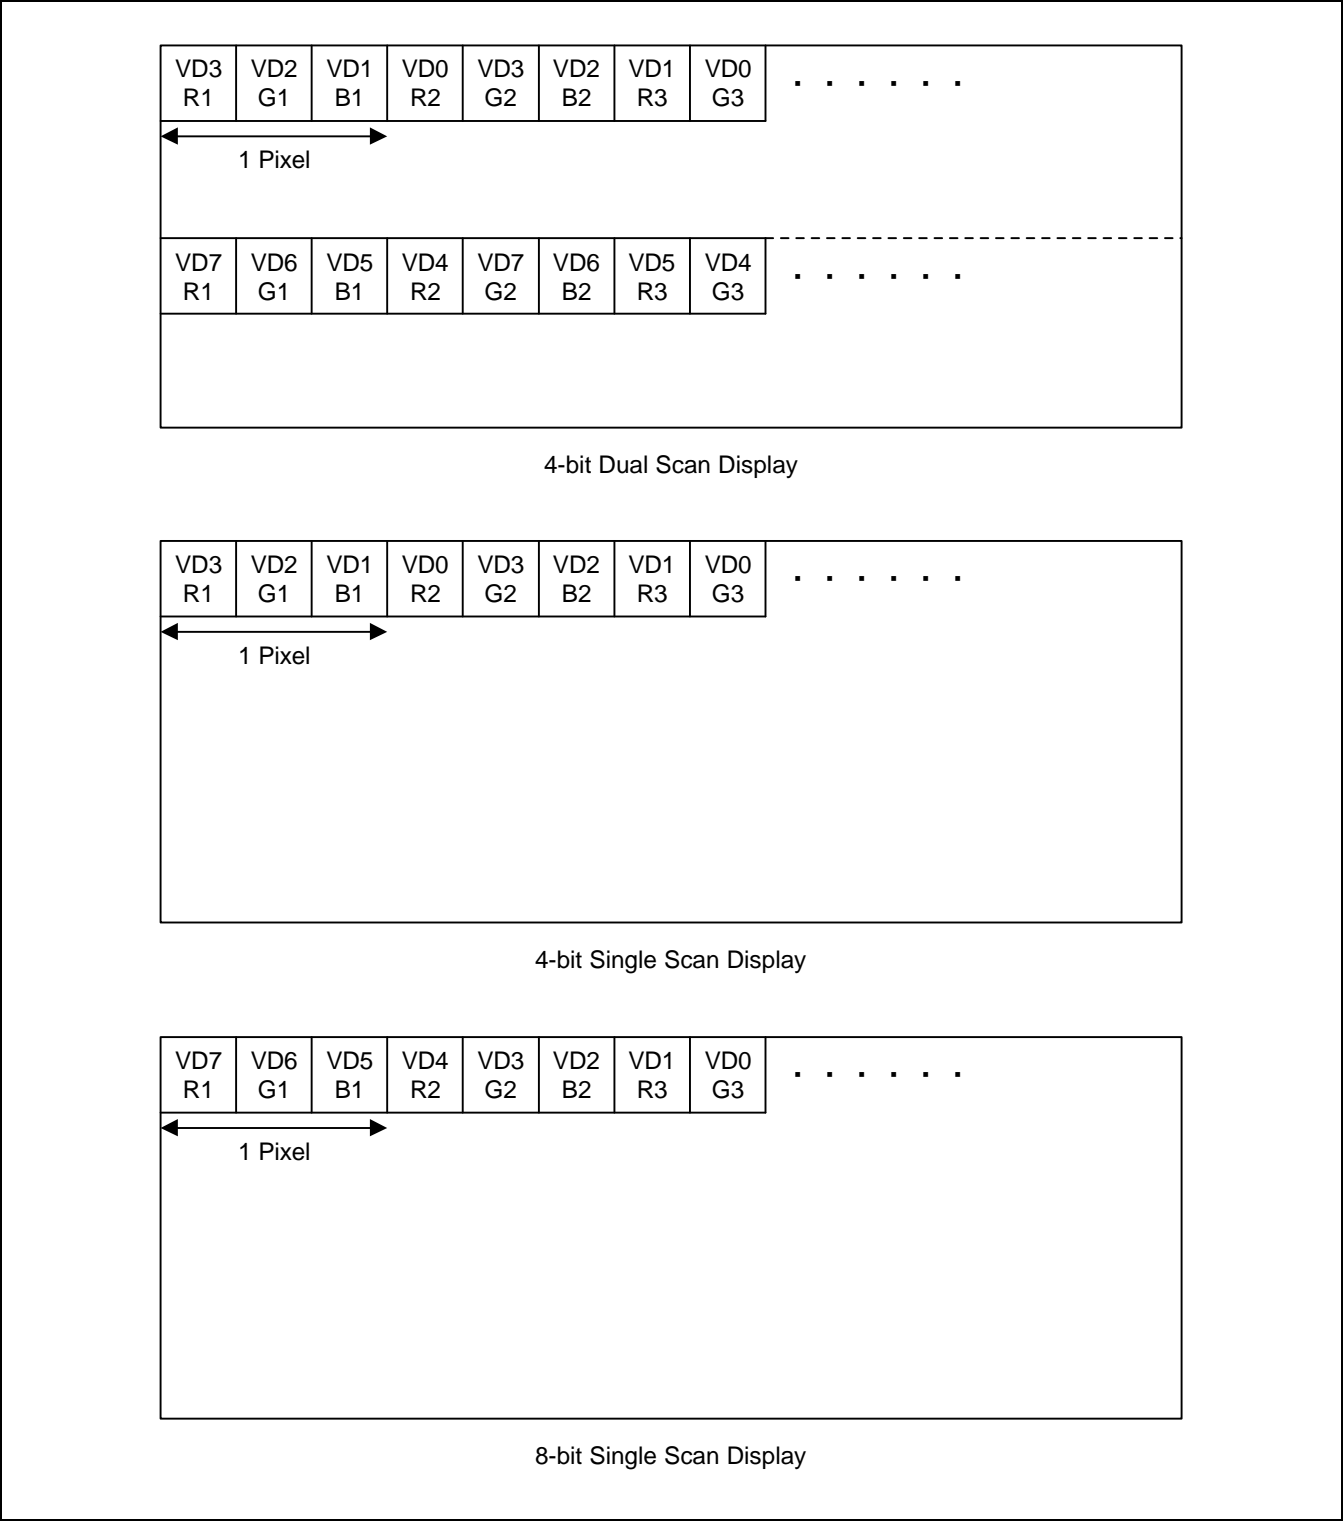 VD3 VD2 VD1 VD0 VD3 VD2 VD1 VD0
R1 G1 B1 R2 G2 B2 R3 G3
1 Pixel
VD7 VD6 VD5 VD4 VD7 VD6 VD5 VD4
R1 G1 B1 R2 G2 B2 R3 G3
4-bit Dual Scan Display
VD3 VD2 VD1 VD0 VD3 VD2 VD1 VD0
R1 G1 B1 R2 G2 B2 R3 G3
1 Pixel
4-bit Single Scan Display
VD7 VD6 VD5 VD4 VD3 VD2 VD1 VD0
R1 G1 B1 R2 G2 B2 R3 G3
1 Pixel
8-bit Single Scan Display